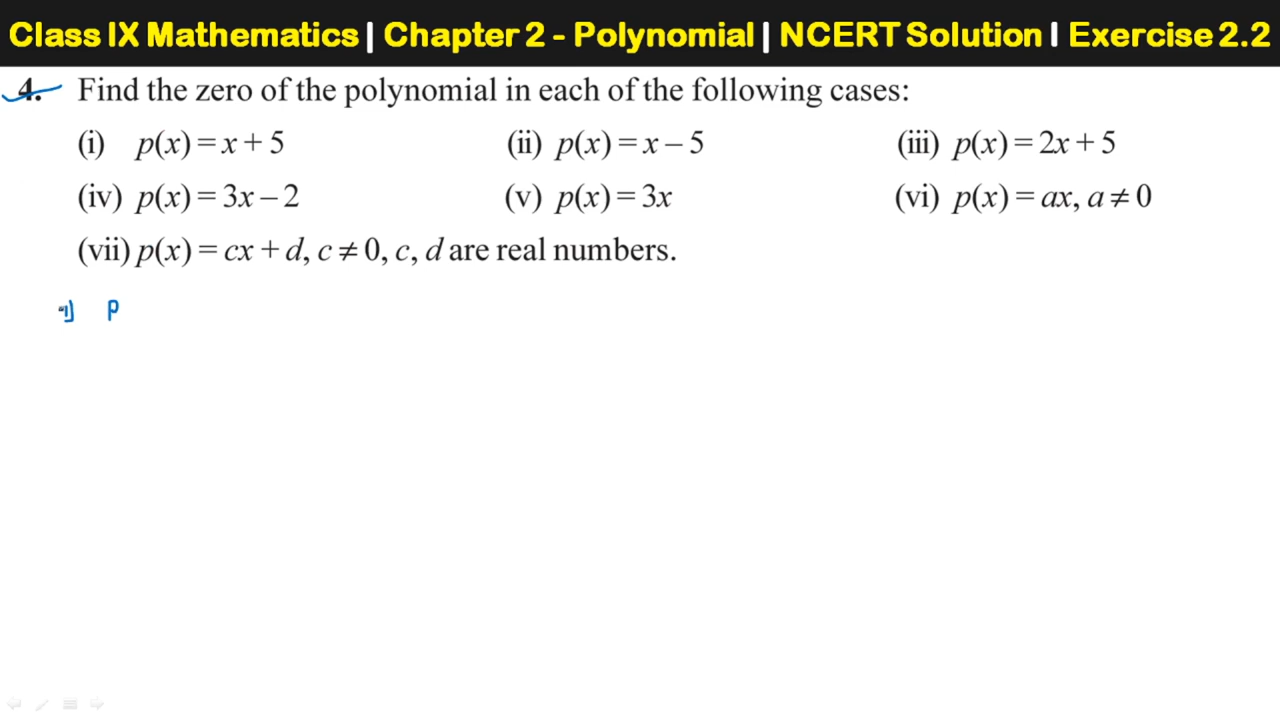 Class IX Mathematics | Chapter 2 - Polynomial | NCERT Solution I Exercise 2.2
4. Find the zero of the polynomial in each of the following cases:
(i) p(x) = x + 5 (ii) p(x) = x – 5 (iii) p(x) = 2x + 5
(iv) p(x) = 3x – 2 (v) p(x) = 3x (vi) p(x) = ax, a ≠ 0
(vii) p(x) = cx + d, c ≠ 0, c, d are real numbers.
P